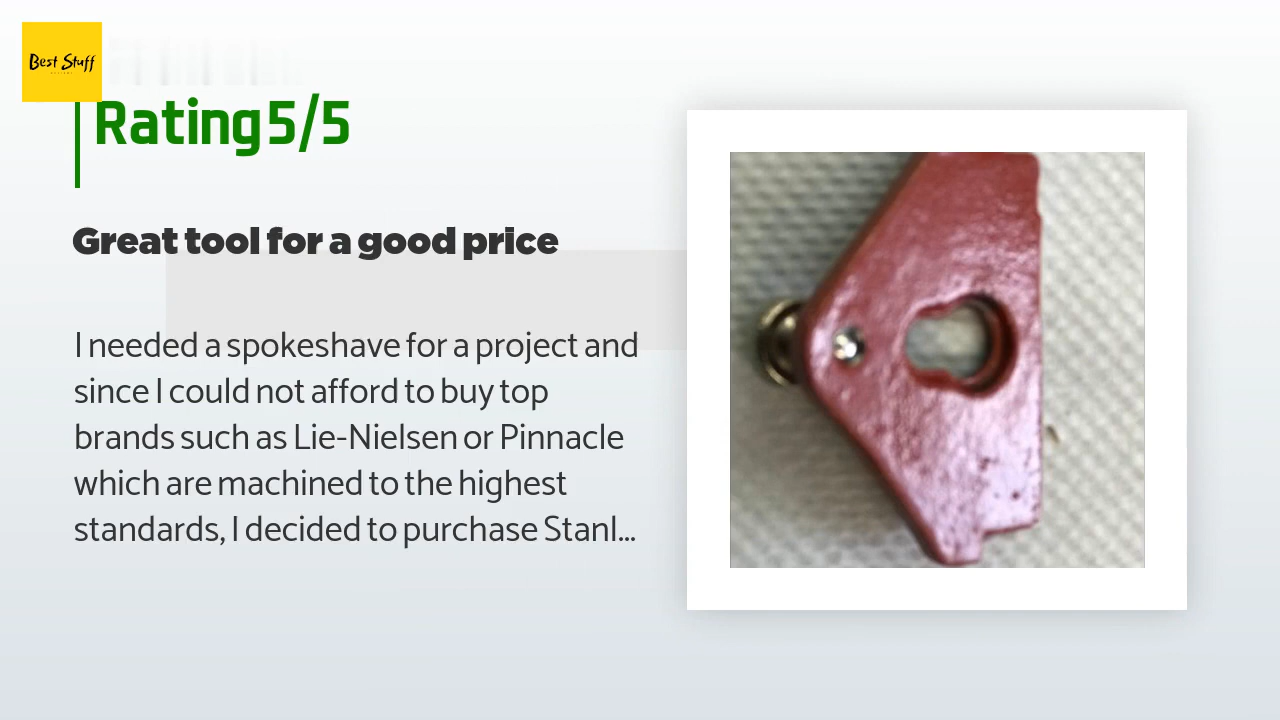 Best Stuff
Rating 5/5
Great tool for a good price
I needed a spokeshave for a project and
since I could not afford to buy top
brands such as Lie-Nielsen or Pinnacle
which are machined to the highest
standards, I decided to purchase Stanl...